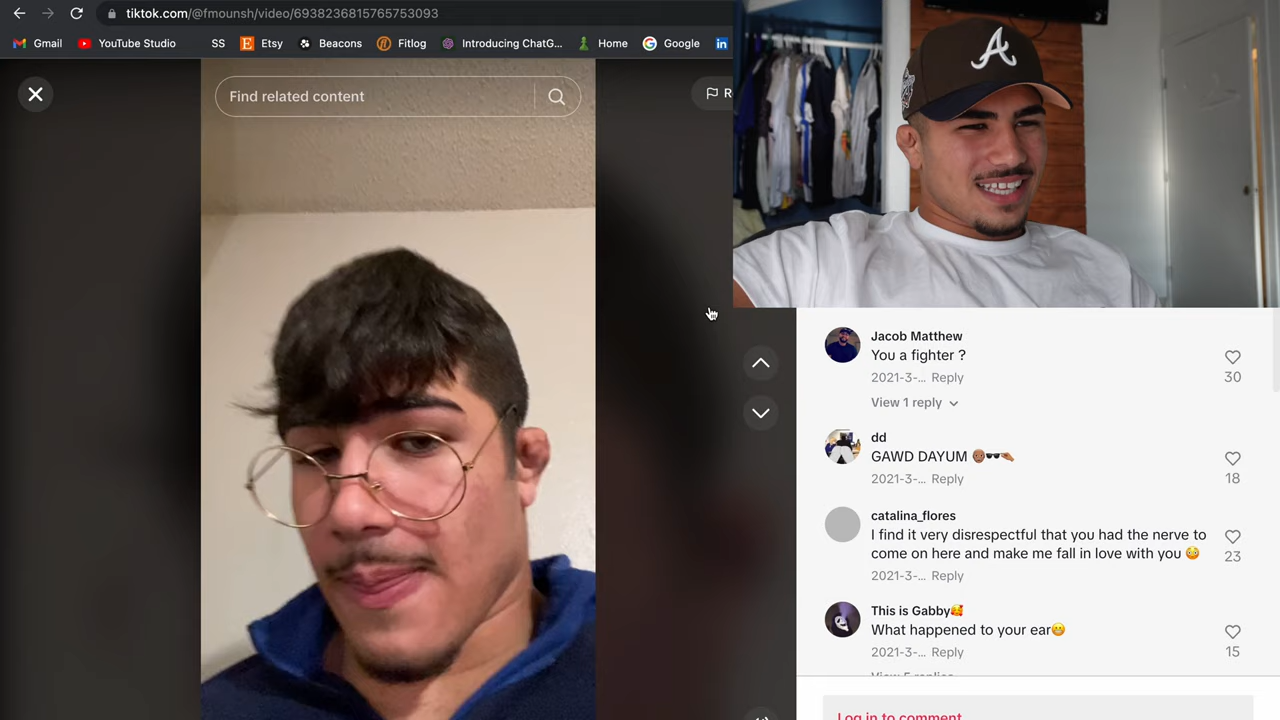 tiktok.com/@fmounsh/video/6938236815765753093
Gmail YouTube Studio SS Etsy Beacons Fitlog Introducing ChatG... Home Google
Find related content
R
A
Jacob Matthew
You a fighter ?
2021-3-... Reply
30
View 1 reply
dd
GAWD DAYUM
2021-3-... Reply
18
catalina_flores
I find it very disrespectful that you had the nerve to
come on here and make me fall in love with you 😳
2021-3-... Reply
23
This is Gabby🥰
What happened to your ear😁
2021-3-... Reply
15
View 5 replies
Log in to comment